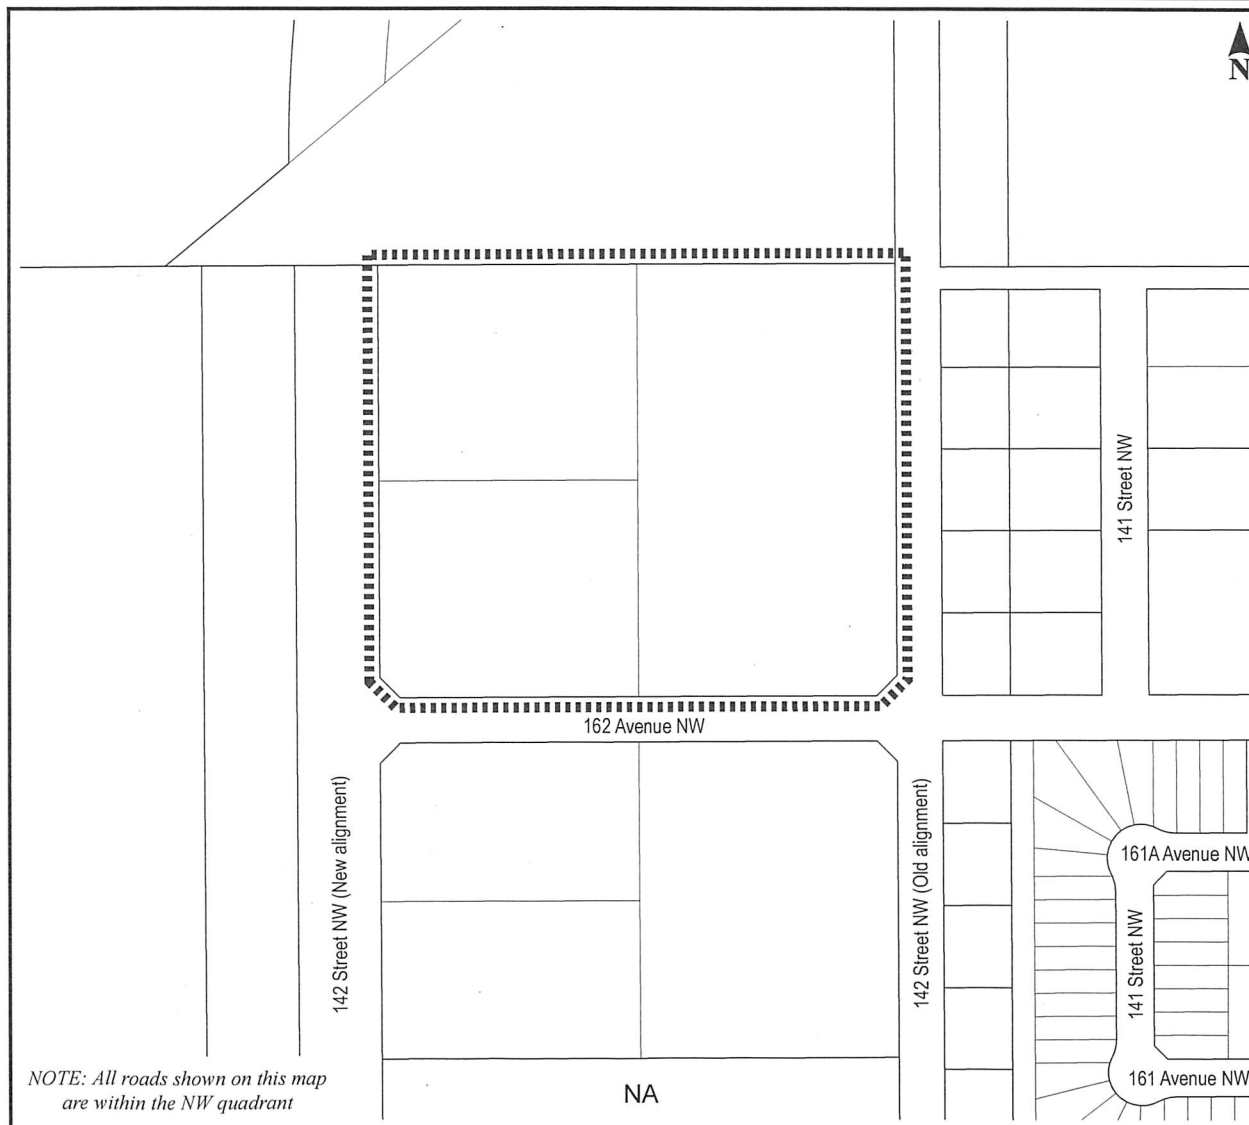 N
141 Street NW
162 Avenue NW
142 Street NW (New alignment)
142 Street NW (Old alignment)
161A Avenue NW
141 Street NW
161 Avenue NW
NOTE: All roads shown on this map
are within the NW quadrant
NA